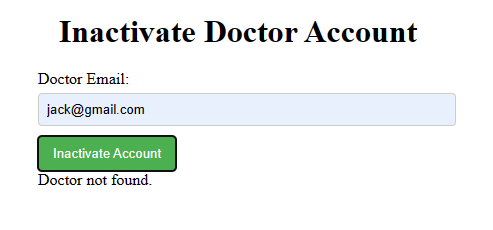 Inactivate Doctor Account
Doctor Email:
jack@gmail.com
Inactivate Account
Doctor not found.